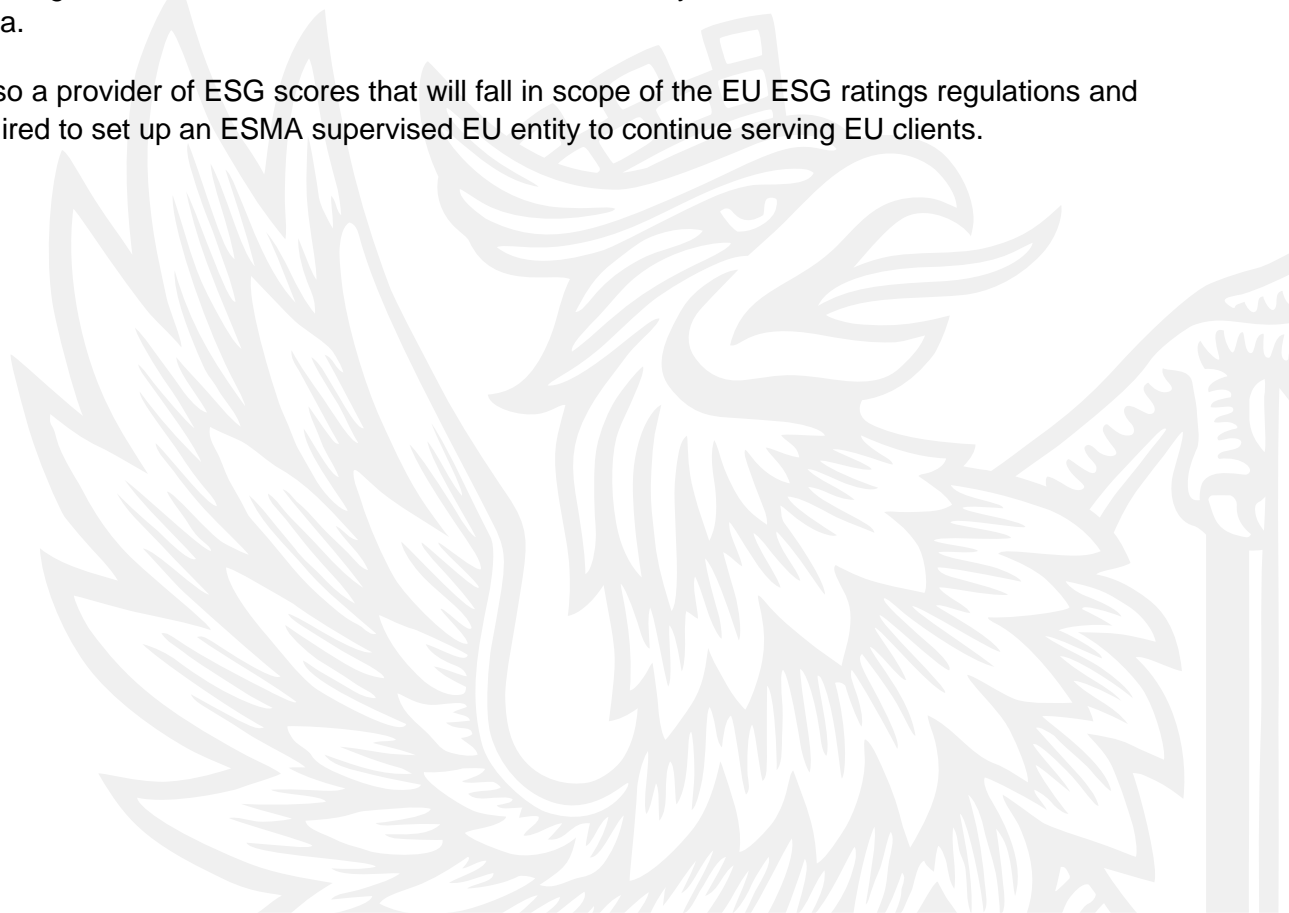 a.
so a provider of ESG scores that will fall in scope of the EU ESG ratings regulations and
ired to set up an ESMA supervised EU entity to continue serving EU clients.